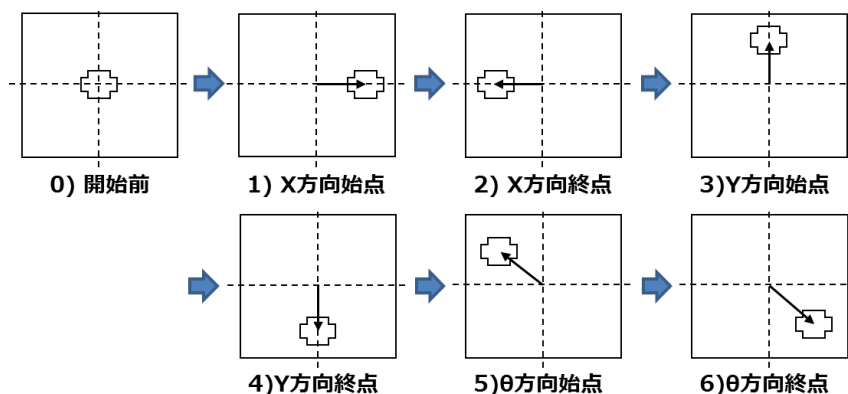 0) 開始前
1) X方向始点
2) X方向終点
3)Y方向始点
4)Y方向終点
5)θ方向始点
6)θ方向終点